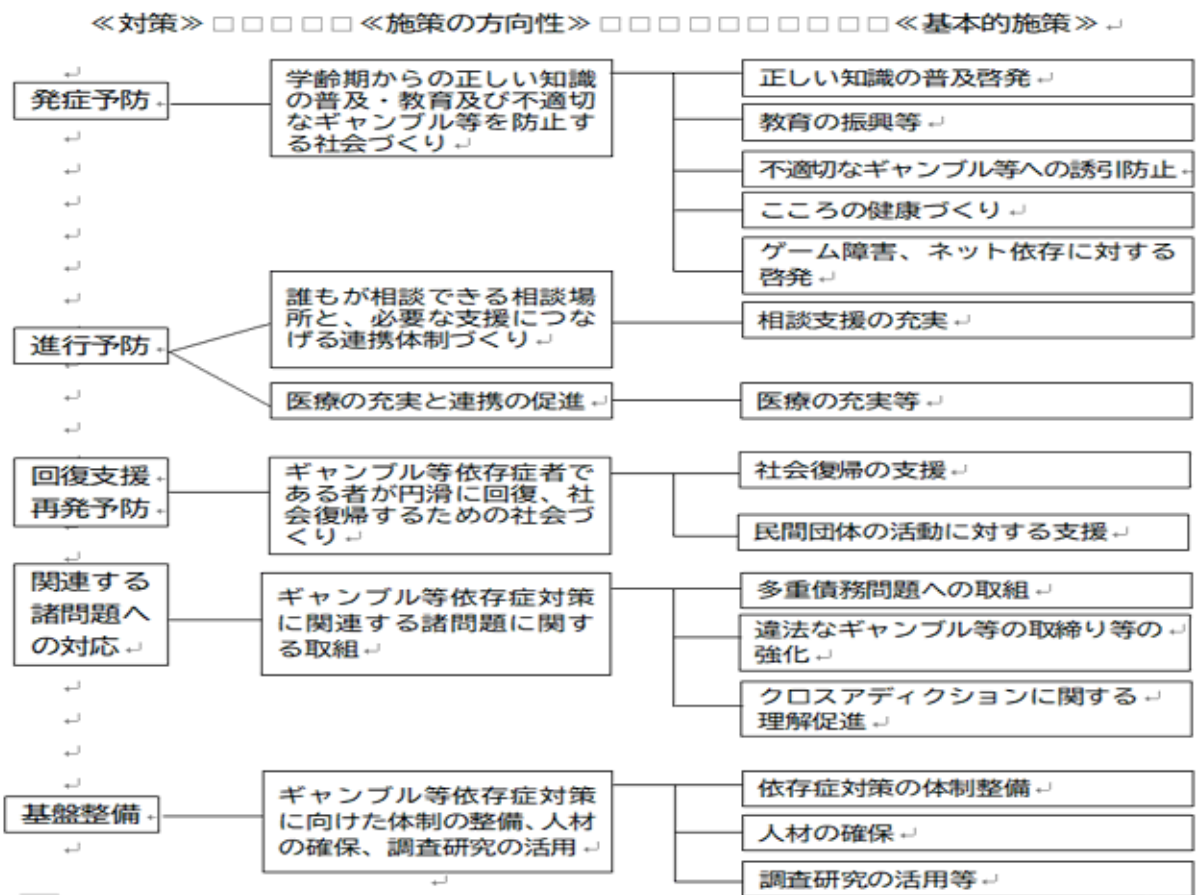 ≪対策≫□□□□□≪施策の方向性≫□□□□□□□□□□≪基本的施策≫
発症予防
学齢期からの正しい知識
の普及・教育及び不適切
なギャンブル等を防止す
る社会づくり
正しい知識の普及啓発
教育の振興等
不適切なギャンブル等への誘引防止
こころの健康づくり
ゲーム障害、ネット依存に対する
啓発
進行予防
誰もが相談できる相談場
所と、必要な支援につな
げる連携体制づくり
相談支援の充実
医療の充実と連携の促進
医療の充実等
回復支援
再発予防
ギャンブル等依存症者で
ある者が円滑に回復、社
会復帰するための社会づ
くり
社会復帰の支援
民間団体の活動に対する支援
関連する
諸問題へ
の対応
ギャンブル等依存症対策
に関連する諸問題に関す
る取組
多重債務問題への取組
違法なギャンブル等の取締り等の
強化
クロスアディクションに関する
理解促進
基盤整備
ギャンブル等依存症対策
に向けた体制の整備、人材
の確保、調査研究の活用
依存症対策の体制整備
人材の確保
調査研究の活用等